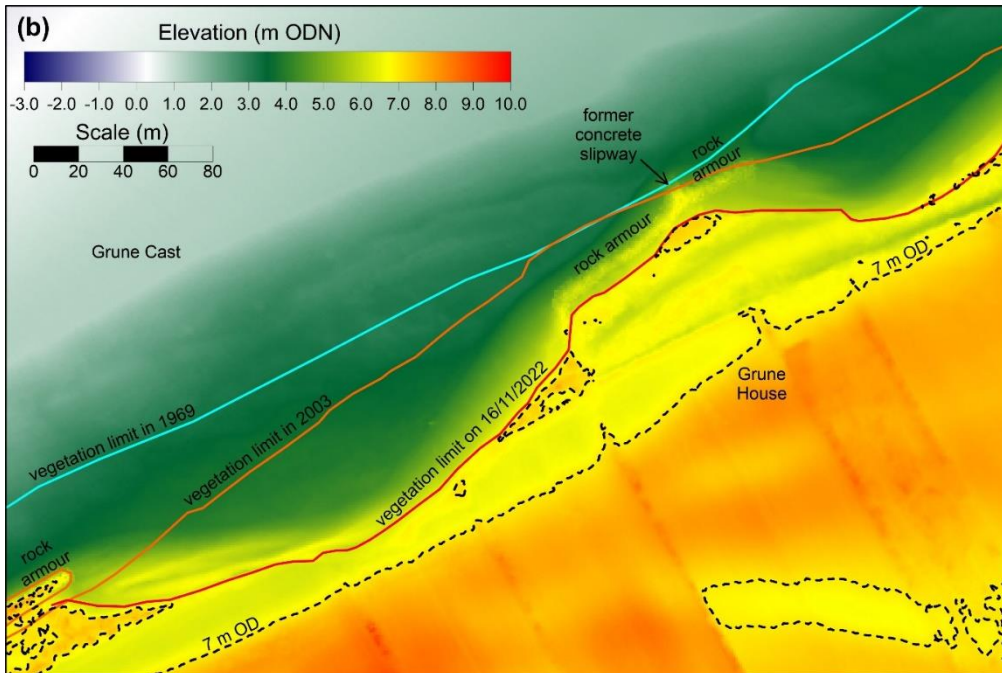 (b)
Elevation (m ODN)
-3.0 -2.0 -1.0 0.0 1.0 2.0 3.0 4.0 5.0 6.0 7.0 8.0 9.0 10.0
Scale (m)
0 20 40 60 80
former
concrete
slipway
rock
armour
Grune Cast
rock armour
7 m OD
Grune
House
vegetation limit in 1969
vegetation limit in 2003
vegetation limit on 16/11/2022
rock
armour
7 m OD